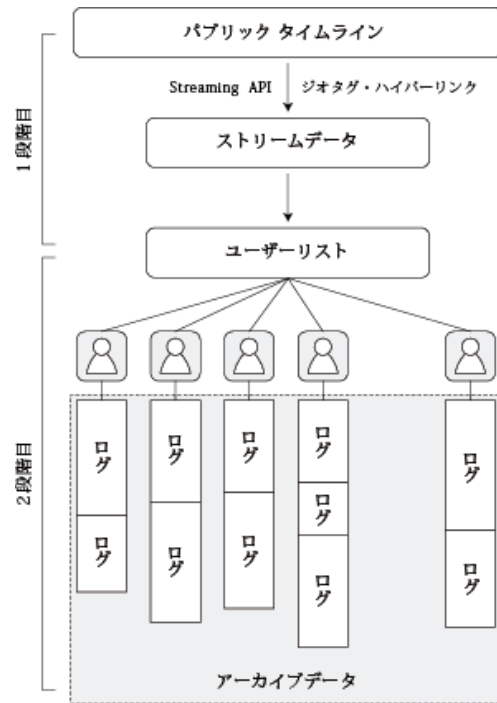 パブリック タイムライン
Streaming API
ジオタグ・ハイパーリンク
ストリームデータ
ユーザーリスト
1段階目
2段階目
ログ
ログ
ログ
ログ
ログ
ログ
ログ
ログ
ログ
ログ
ログ
アーカイブデータ